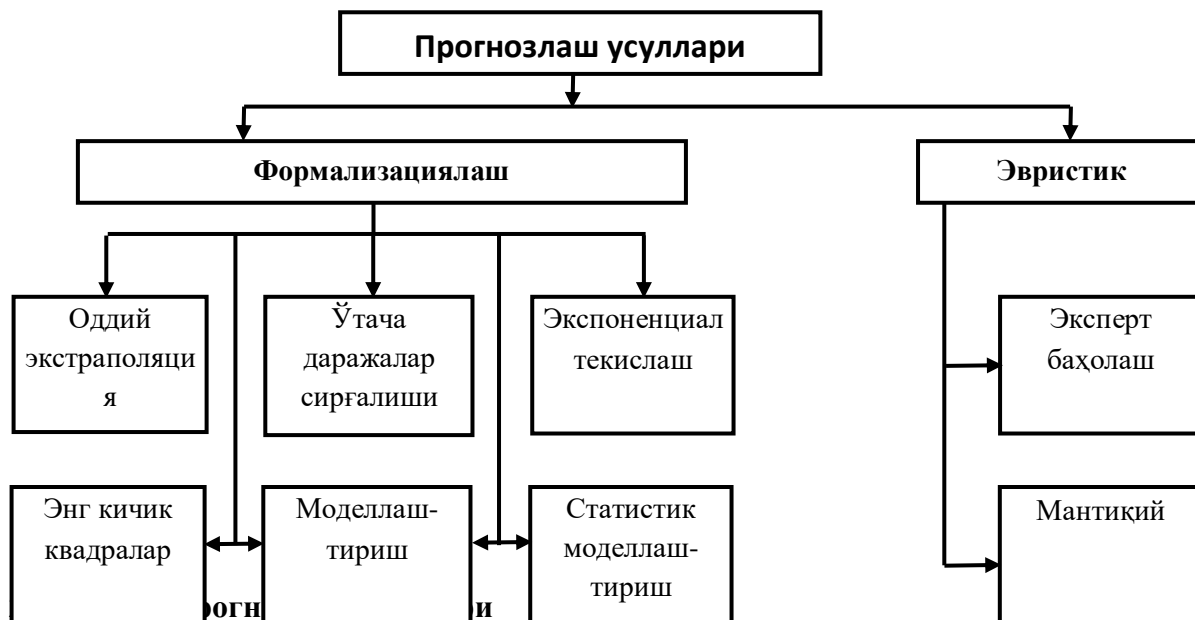 Прогнозлаш усуллари
Формализациялаш
Эвристик
Оддий
экстраполяци
я
Ўтача
даражалар
сирғалиши
Экспоненциал
текислаш
Эксперт
баҳолаш
Энг кичик
квадралар
Моделлаш-
тириш
Статистик
моделлаш-
тириш
Мантиқий